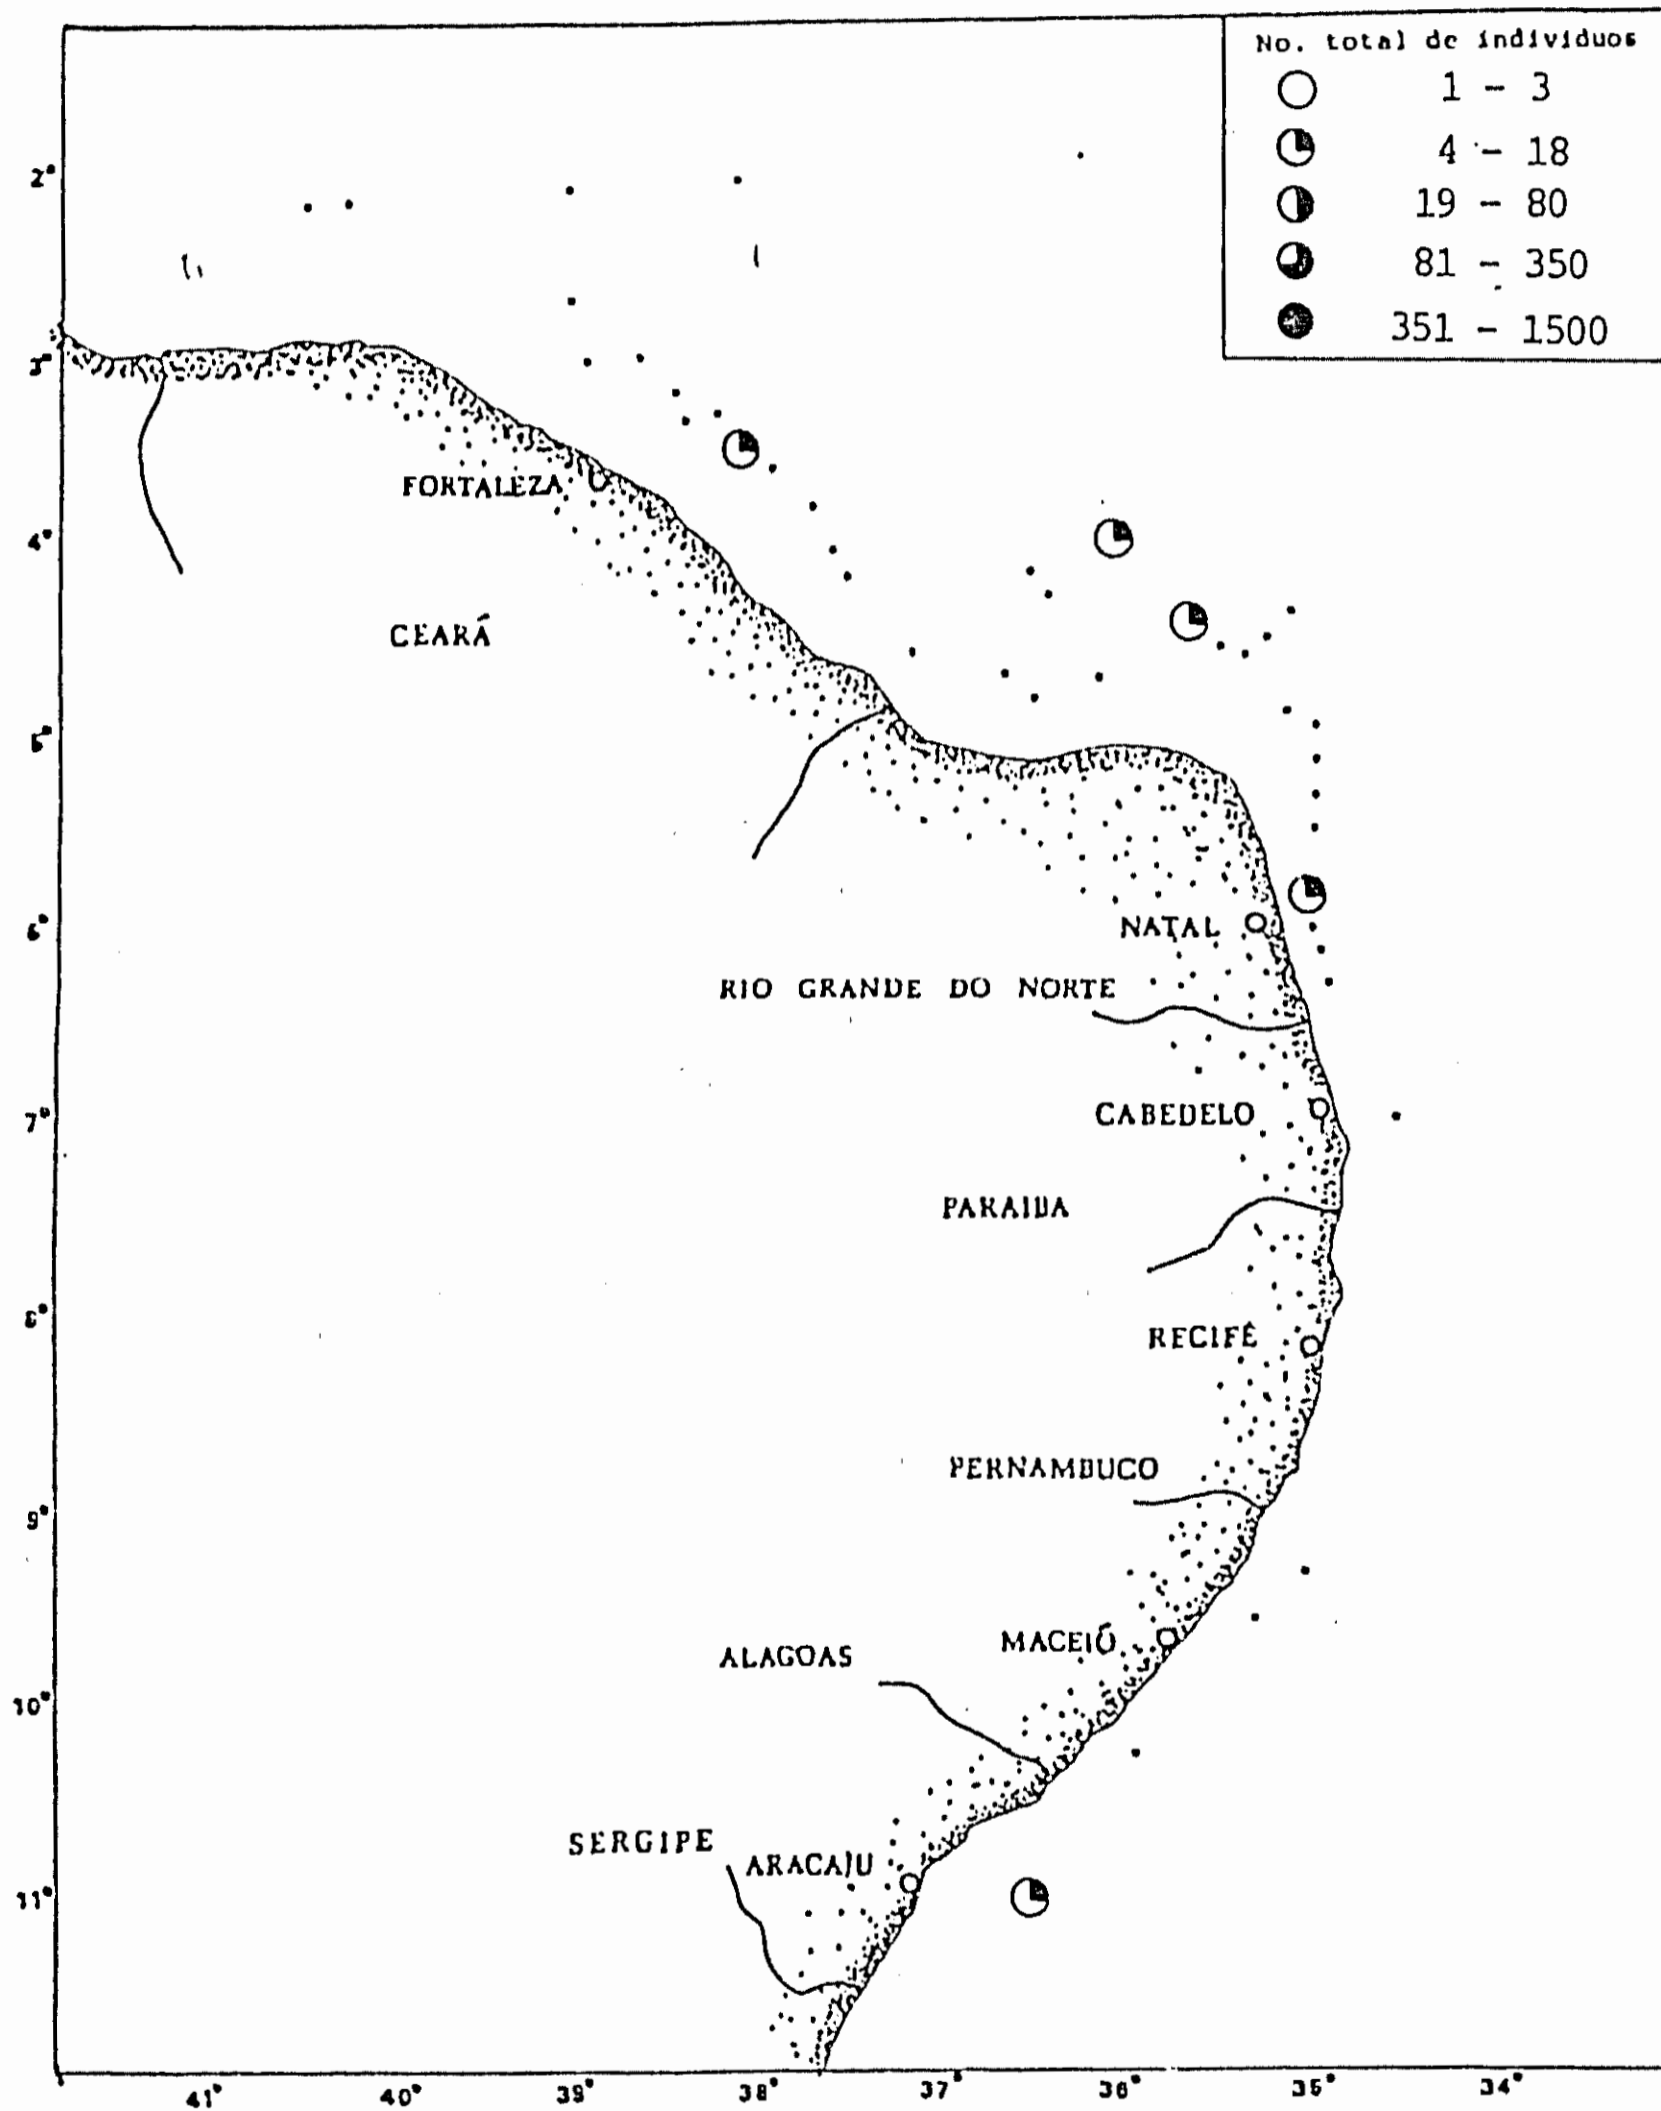 No. total de indivíduos
1 - 3
4 - 18
19 - 80
81 - 350
351 - 1500
2°
3°
FORTALEZA
4°
CEARÁ
5°
6°
NATAL
RIO GRANDE DO NORTE
7°
CABEDELO
PARAIBA
8°
RECIFE
PERNAMBUCO
9°
MACEIÓ
ALAGOAS
10°
SERGIPE
ARACAJU
11°
41° 40° 39° 38° 37° 36° 35° 34°